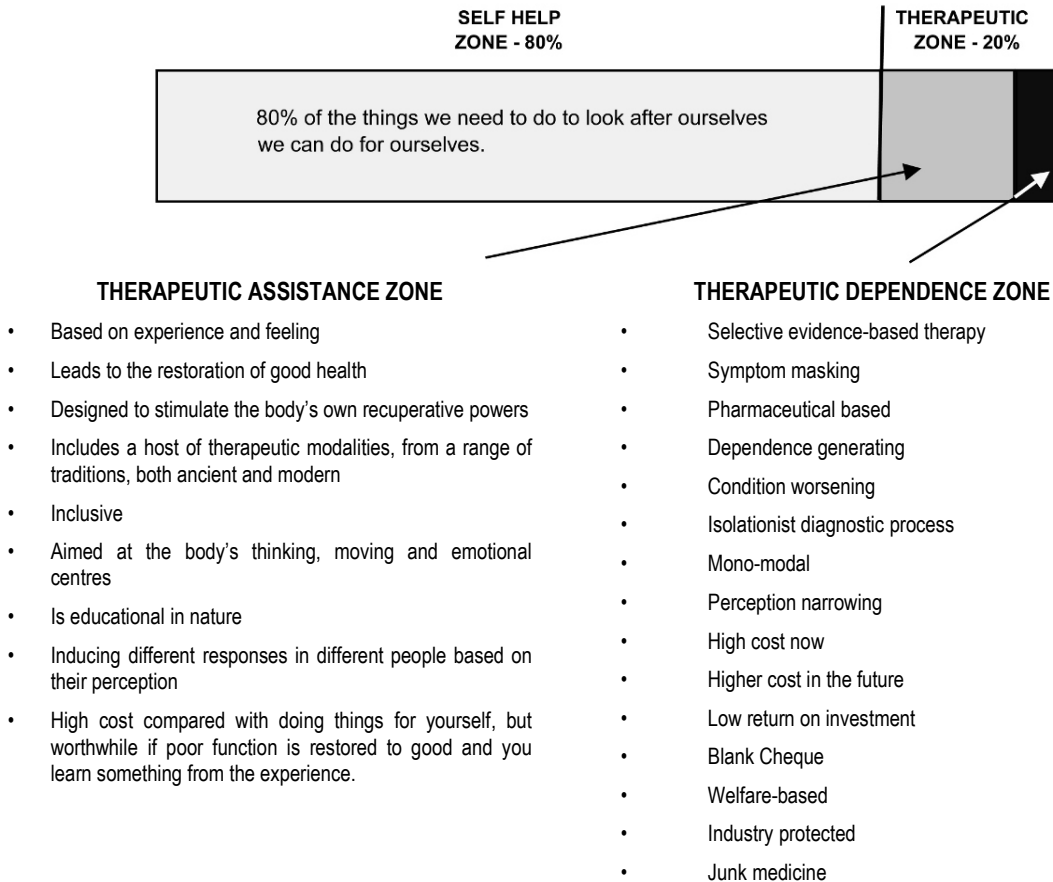 SELF HELP
ZONE - 80%
THERAPEUTIC
ZONE - 20%
80% of the things we need to do to look after ourselves
we can do for ourselves.
THERAPEUTIC ASSISTANCE ZONE
• Based on experience and feeling
• Leads to the restoration of good health
• Designed to stimulate the body's own recuperative powers
• Includes a host of therapeutic modalities, from a range of
traditions, both ancient and modern
• Inclusive
• Aimed at the body's thinking, moving and emotional
centres
• Is educational in nature
• Inducing different responses in different people based on
their perception
• High cost compared with doing things for yourself, but
worthwhile if poor function is restored to good and you
learn something from the experience.
THERAPEUTIC DEPENDENCE ZONE
• Selective evidence-based therapy
• Symptom masking
• Pharmaceutical based
• Dependence generating
• Condition worsening
• Isolationist diagnostic process
• Mono-modal
• Perception narrowing
• High cost now
• Higher cost in the future
• Low return on investment
• Blank Cheque
• Welfare-based
• Industry protected
• Junk medicine